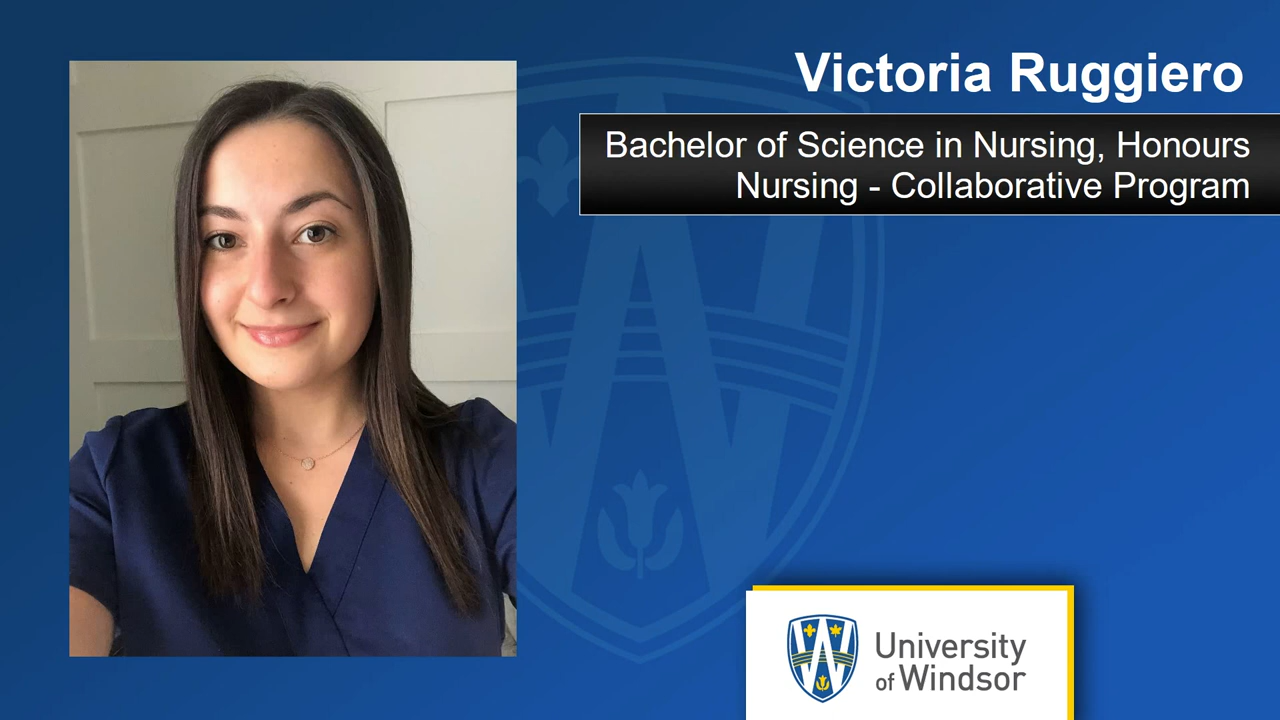 Victoria Ruggiero
Bachelor of Science in Nursing, Honours
Nursing - Collaborative Program
University
of Windsor